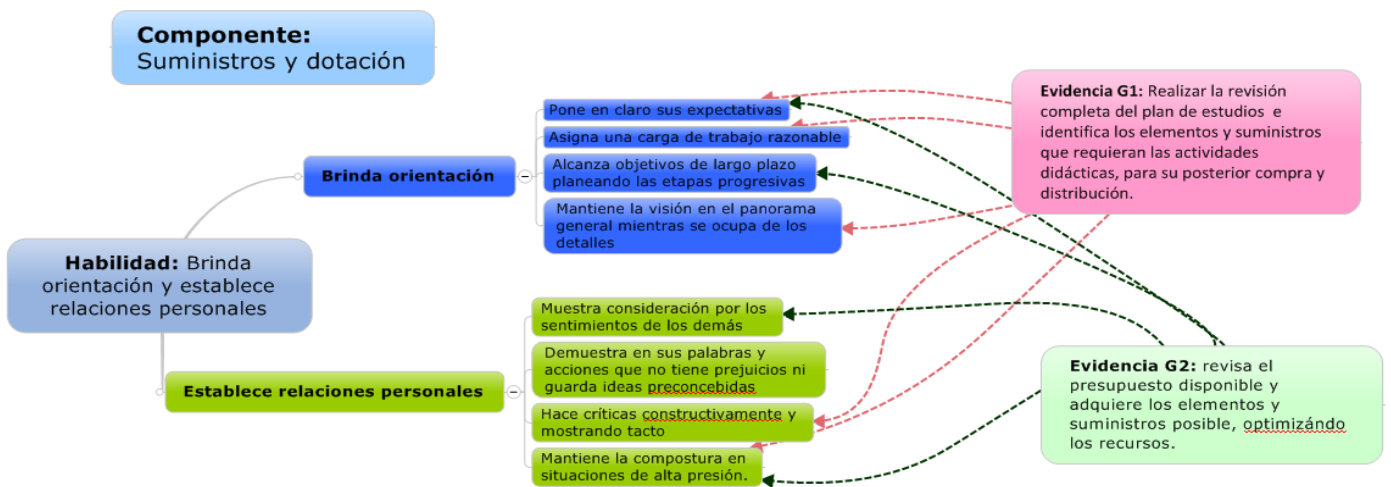 Componente:
Suministros y dotación
Habilidad: Brinda
orientación y establece
relaciones personales
Brinda orientación
Pone en claro sus expectativas
Asigna una carga de trabajo razonable
Alcanza objetivos de largo plazo
planeando las etapas progresivas
Mantiene la visión en el panorama
general mientras se ocupa de los
detalles
Establece relaciones personales
Muestra consideración por los
sentimientos de los demás
Demuestra en sus palabras y
acciones que no tiene prejuicios ni
guarda ideas preconcebidas
Hace críticas constructivamente y
mostrando tacto
Mantiene la compostura en
situaciones de alta presión.
Evidencia G1: Realizar la revisión
completa del plan de estudios e
identifica los elementos y suministros
que requieran las actividades
didácticas, para su posterior compra y
distribución.
Evidencia G2: revisa el
presupuesto disponible y
adquiere los elementos y
suministros posible, optimizándo
los recursos.